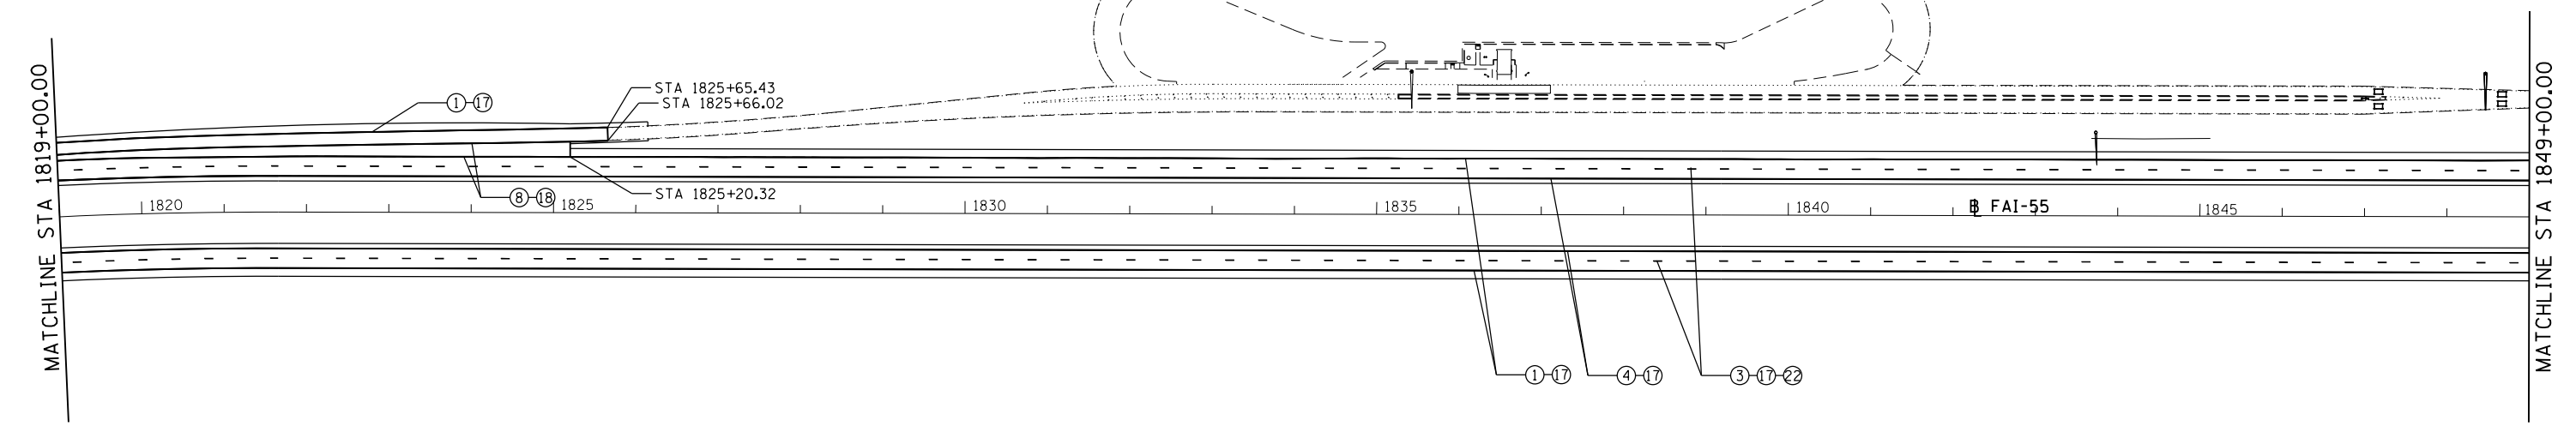 MATCHLINE STA 1819+00.00
STA 1825+65.43
STA 1825+66.02
1 17
8 18
STA 1825+20.32
1820
1825
1830
1835
1840
B FAI-55
1845
1 17
4 17
3 17 22
MATCHLINE STA 1849+00.00